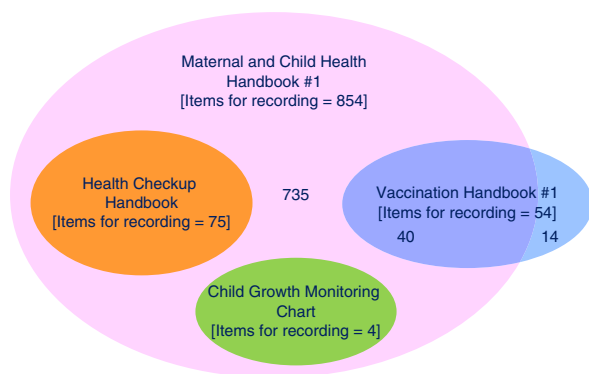 Maternal and Child Health
Handbook #1
[Items for recording = 854]
Health Checkup
Handbook
[Items for recording = 75]
735
Vaccination Handbook #1
[Items for recording = 54]
40 14
Child Growth Monitoring
Chart
[Items for recording = 4]